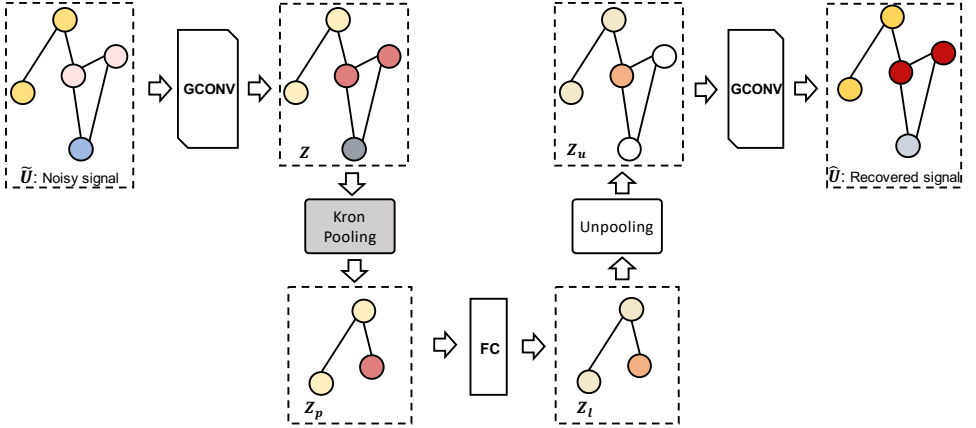 GCONV
Z
Z_u
GCONV
Ũ: Noisy signal
Û: Recovered signal
Kron
Pooling
Unpooling
FC
Z_p
Z_l